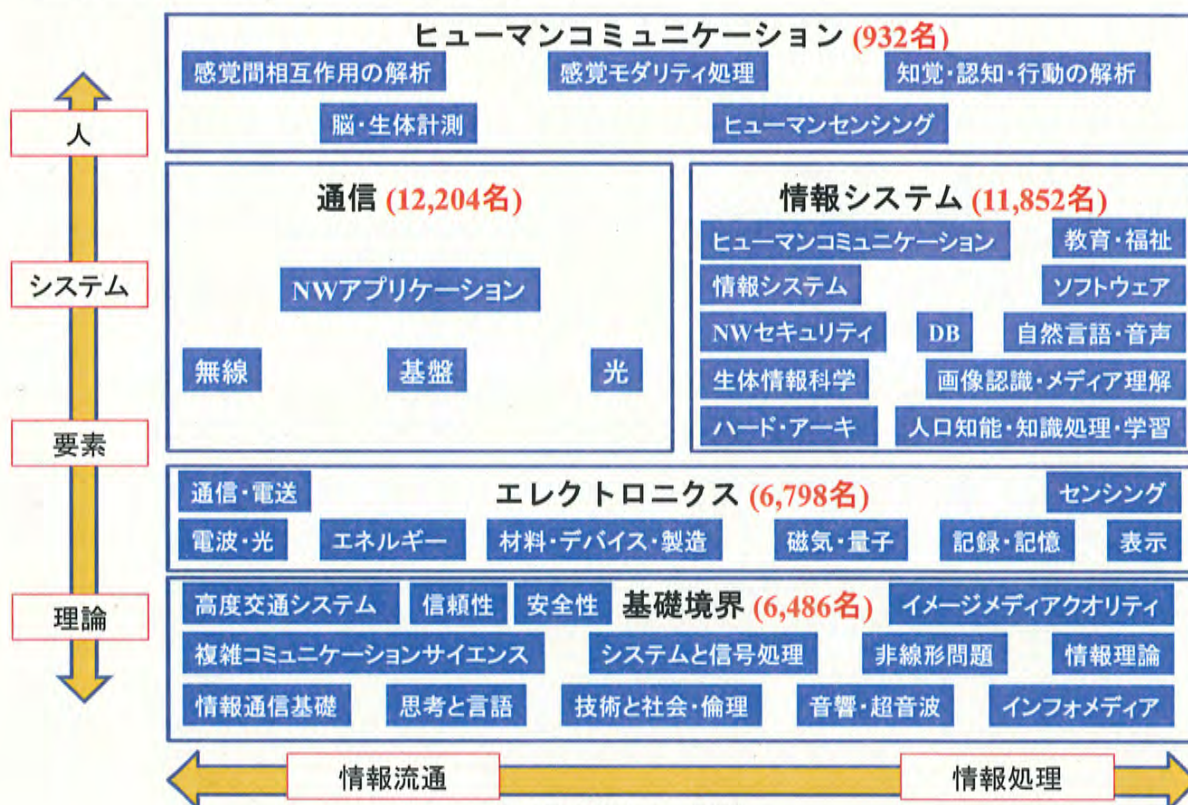 ヒューマンコミュニケーション (932名)
感覚間相互作用の解析 感覚モダリティ処理 知覚・認知・行動の解析
脳・生体計測 ヒューマンセンシング
人
システム
要素
理論
通信 (12,204名)
NWアプリケーション
無線 基盤 光
情報システム (11,852名)
ヒューマンコミュニケーション 教育・福祉
情報システム ソフトウェア
NWセキュリティ DB 自然言語・音声
生体情報科学 画像認識・メディア理解
ハード・アーキ 人口知能・知識処理・学習
通信・電送 エレクトロニクス (6,798名) センシング
電波・光 エネルギー 材料・デバイス・製造 磁気・量子 記録・記憶 表示
高度交通システム 信頼性 安全性 基礎境界 (6,486名) イメージメディアクオリティ
複雑コミュニケーションサイエンス システムと信号処理 非線形問題 情報理論
情報通信基礎 思考と言語 技術と社会・倫理 音響・超音波 インフォメディア
情報流通 情報処理